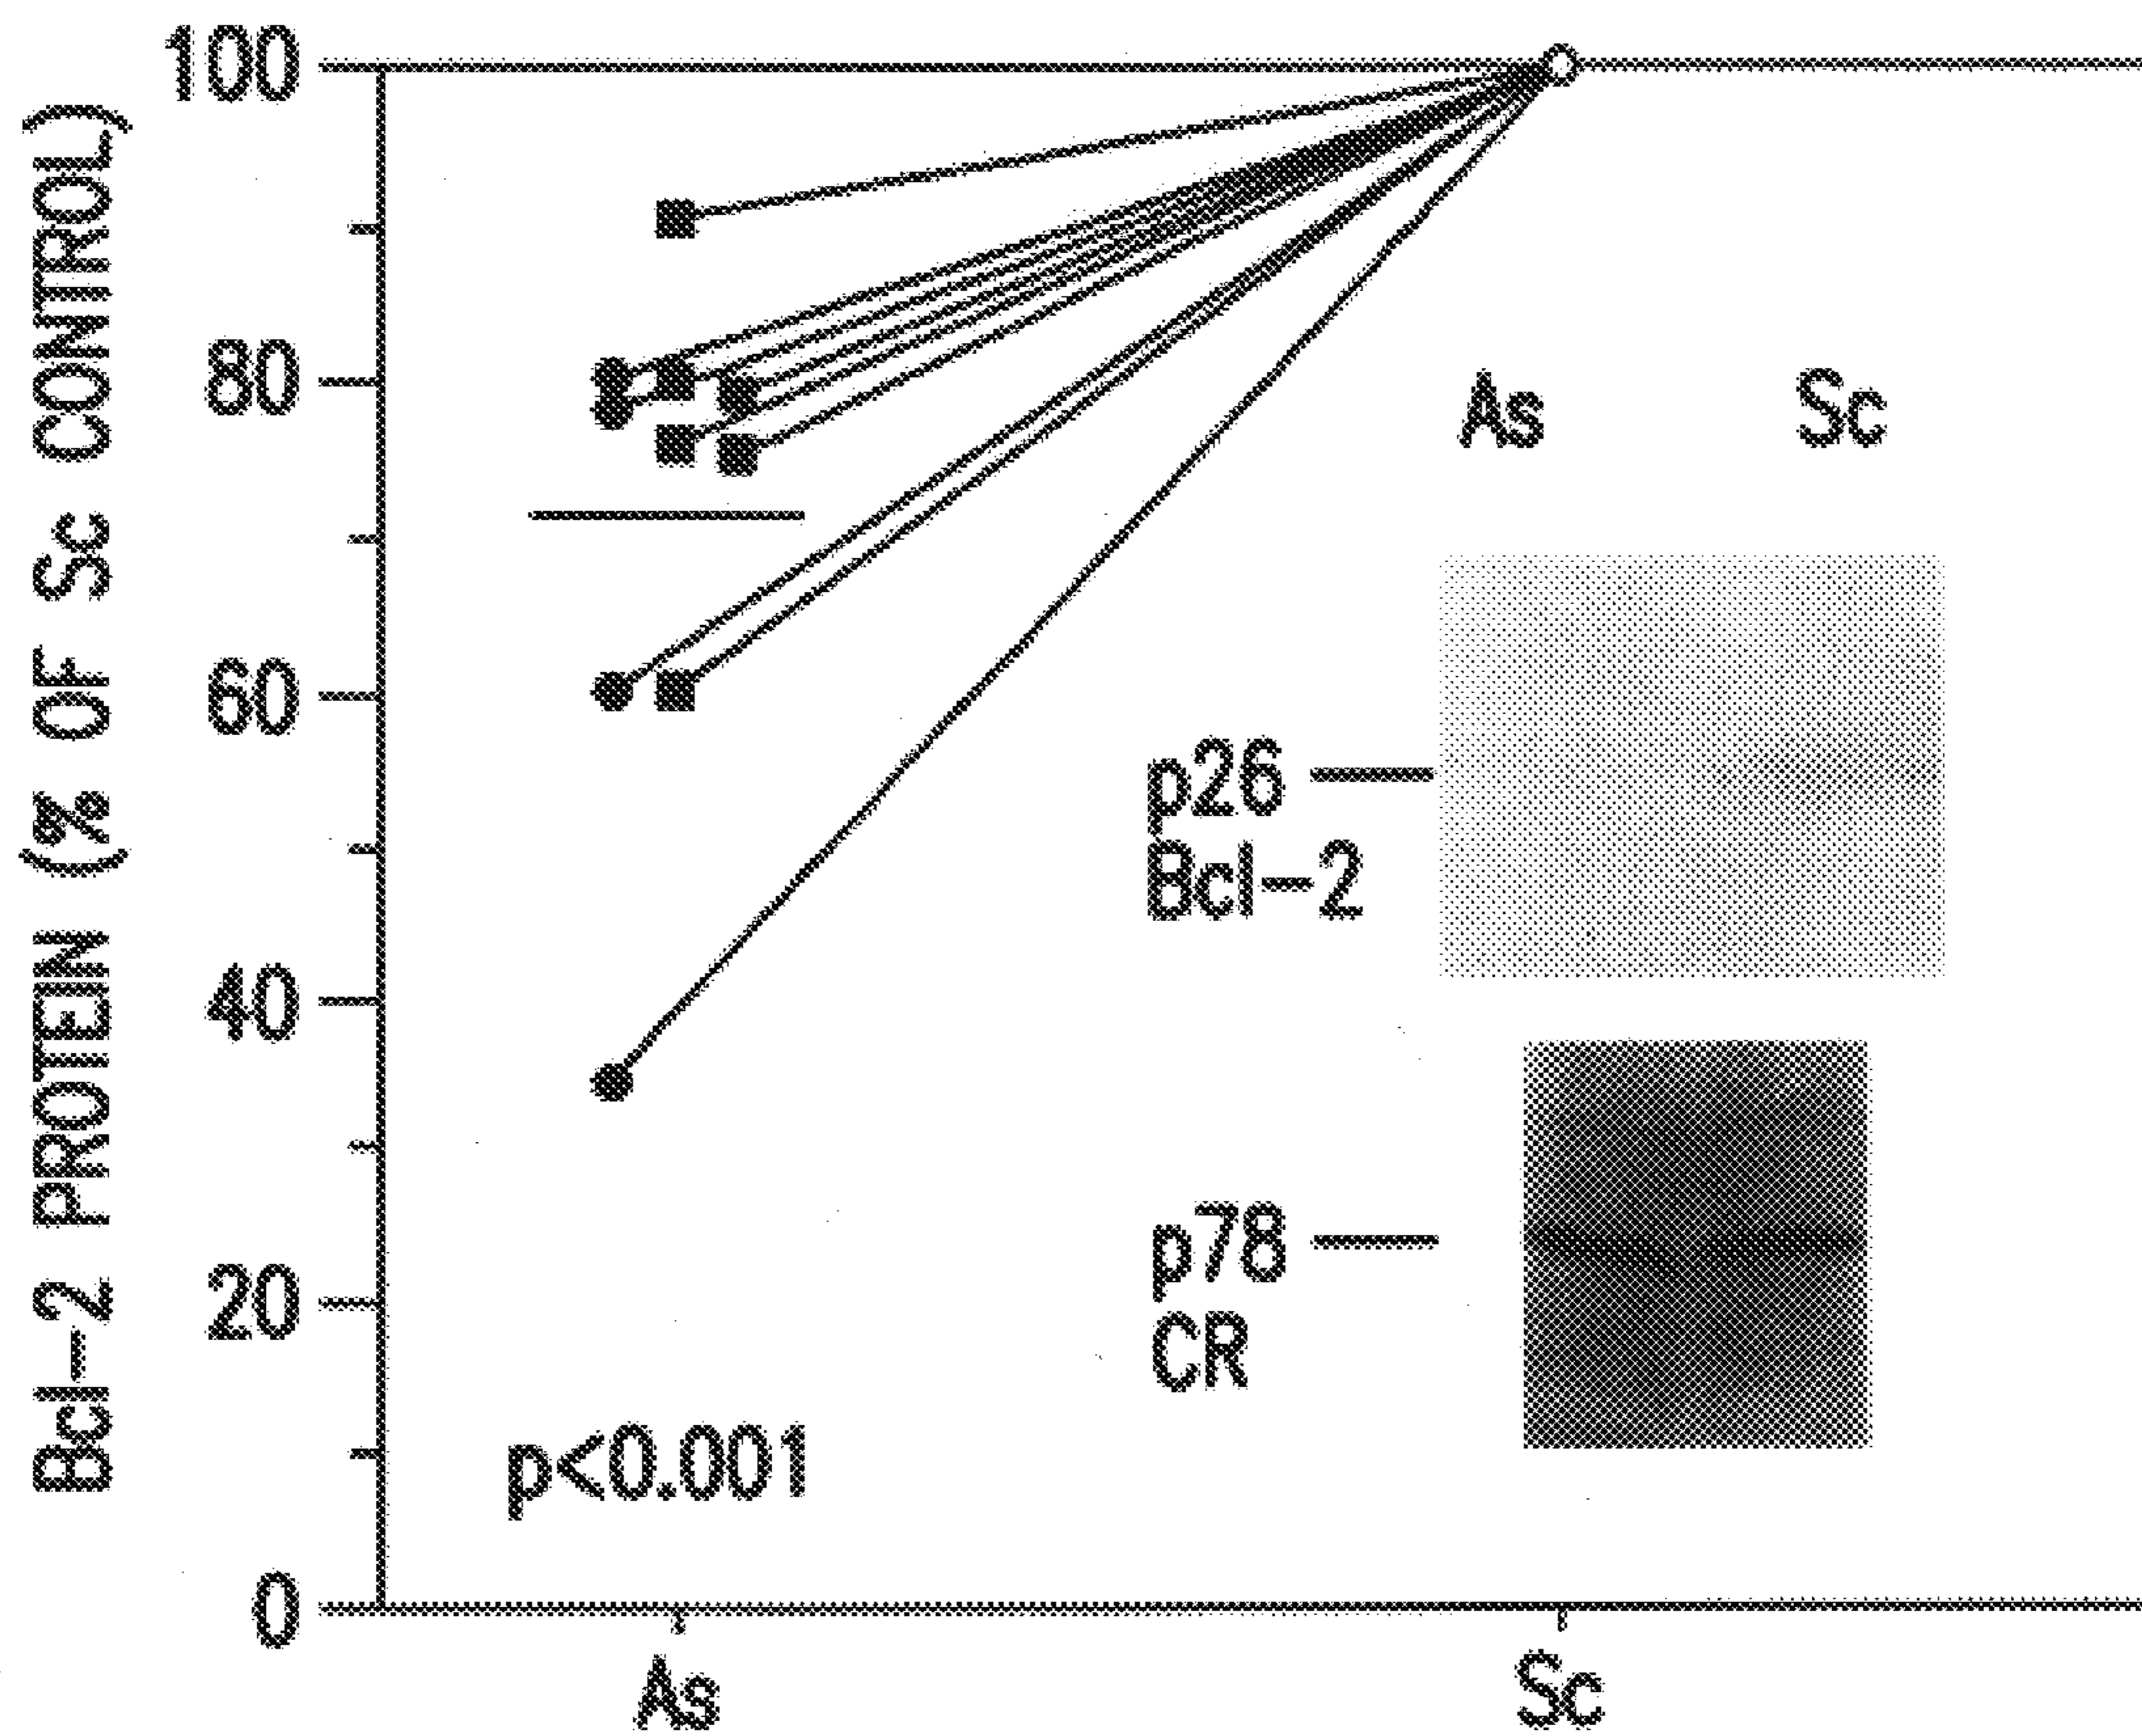 Bcl-2 PROTEIN (% OF Sc CONTROL)
100
80
60
40
20
0
As Sc
p26
Bcl-2
p78
CR
p<0.001
As Sc